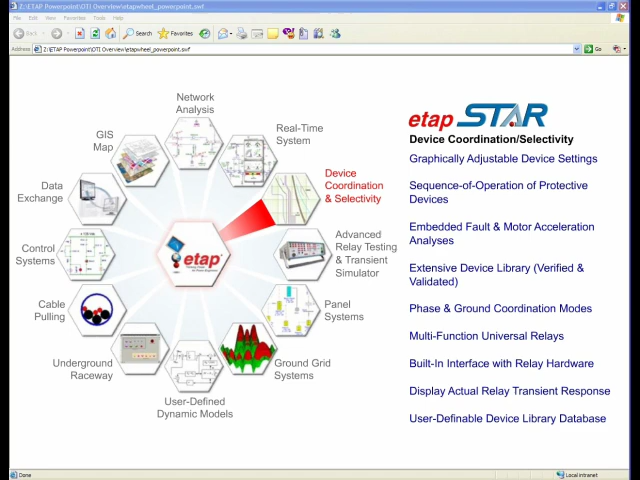 Z:\ETAP Powerpoint\OTI Overview\etapwheel_powerpoint.swf
File Edit View Favorites Tools Help
Back Search Favorites
Address Z:\ETAP Powerpoint\OTI Overview\etapwheel_powerpoint.swf Go
Network
Analysis
Real-Time
System
Device
Coordination
& Selectivity
Advanced
Relay Testing
& Transient
Simulator
Panel
Systems
Ground Grid
Systems
User-Defined
Dynamic Models
Underground
Raceway
Cable
Pulling
Control
Systems
Data
Exchange
GIS
Map
etap
etap STAR
Device Coordination/Selectivity
Graphically Adjustable Device Settings
Sequence-of-Operation of Protective
Devices
Embedded Fault & Motor Acceleration
Analyses
Extensive Device Library (Verified &
Validated)
Phase & Ground Coordination Modes
Multi-Function Universal Relays
Built-In Interface with Relay Hardware
Display Actual Relay Transient Response
User-Definable Device Library Database
Done
Local intranet